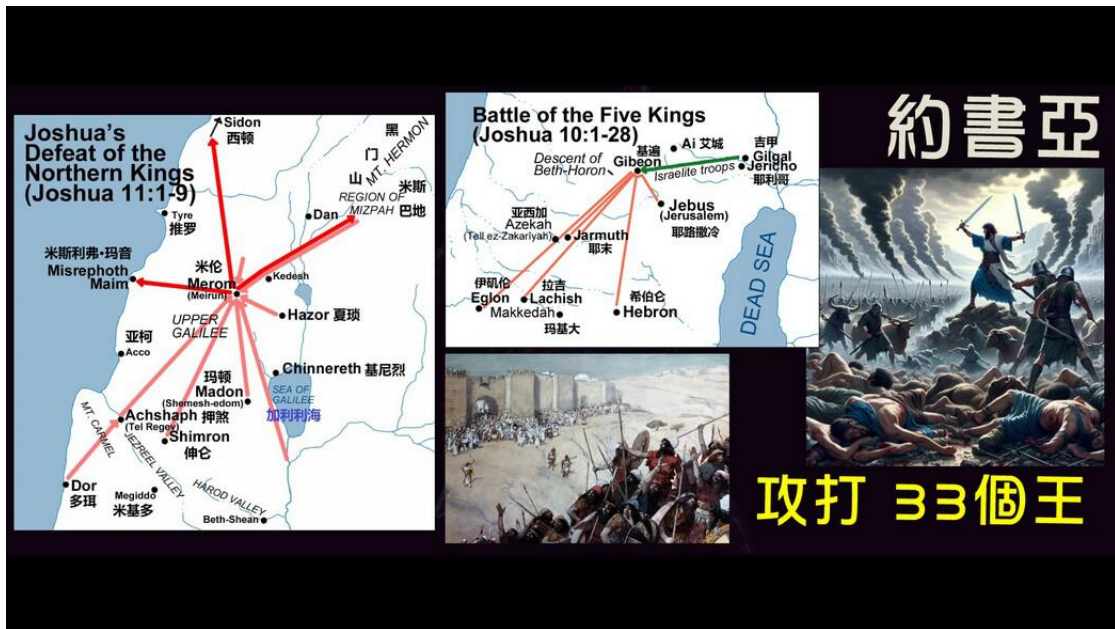 Joshua's
Defeat of the
Northern Kings
(Joshua 11:1-9)
Sidon
西顿
黑
门
山
MT HERMON
米斯
巴地
REGION OF
MIZPAH
Dan
Tyre
推罗
米斯利弗·玛音
Misrephoth
Maim
米伦
Merom
(Meirun)
Kedesh
Hazor 夏琐
UPPER
GALILEE
亚柯
Acco
Chinnereth 基尼烈
玛顿
Madon
(Shemesh-edom)
SEA OF
GALILEE
加利利海
MT. CARMEL
Achshaph 押煞
(Tel Regev)
Shimron
伸仑
JEZREEL VALLEY
Dor
多珥
Megiddo
米基多
HAROD VALLEY
Beth-Shean
Battle of the Five Kings
(Joshua 10:1-28)
Descent of
Beth-Horon
基遍
Gibeon
Ai 艾城
吉甲
Gilgal
Jericho
耶利哥
Israelite troops
Jebus
(Jerusalem)
耶路撒冷
亚西加
Azekah
(Tell ez-Zakariyah)
Jarmuth
耶末
伊矶伦
Eglon
拉吉
Lachish
Makkedah
玛基大
希伯仑
Hebron
DEAD SEA
約書亞
攻打 33個王